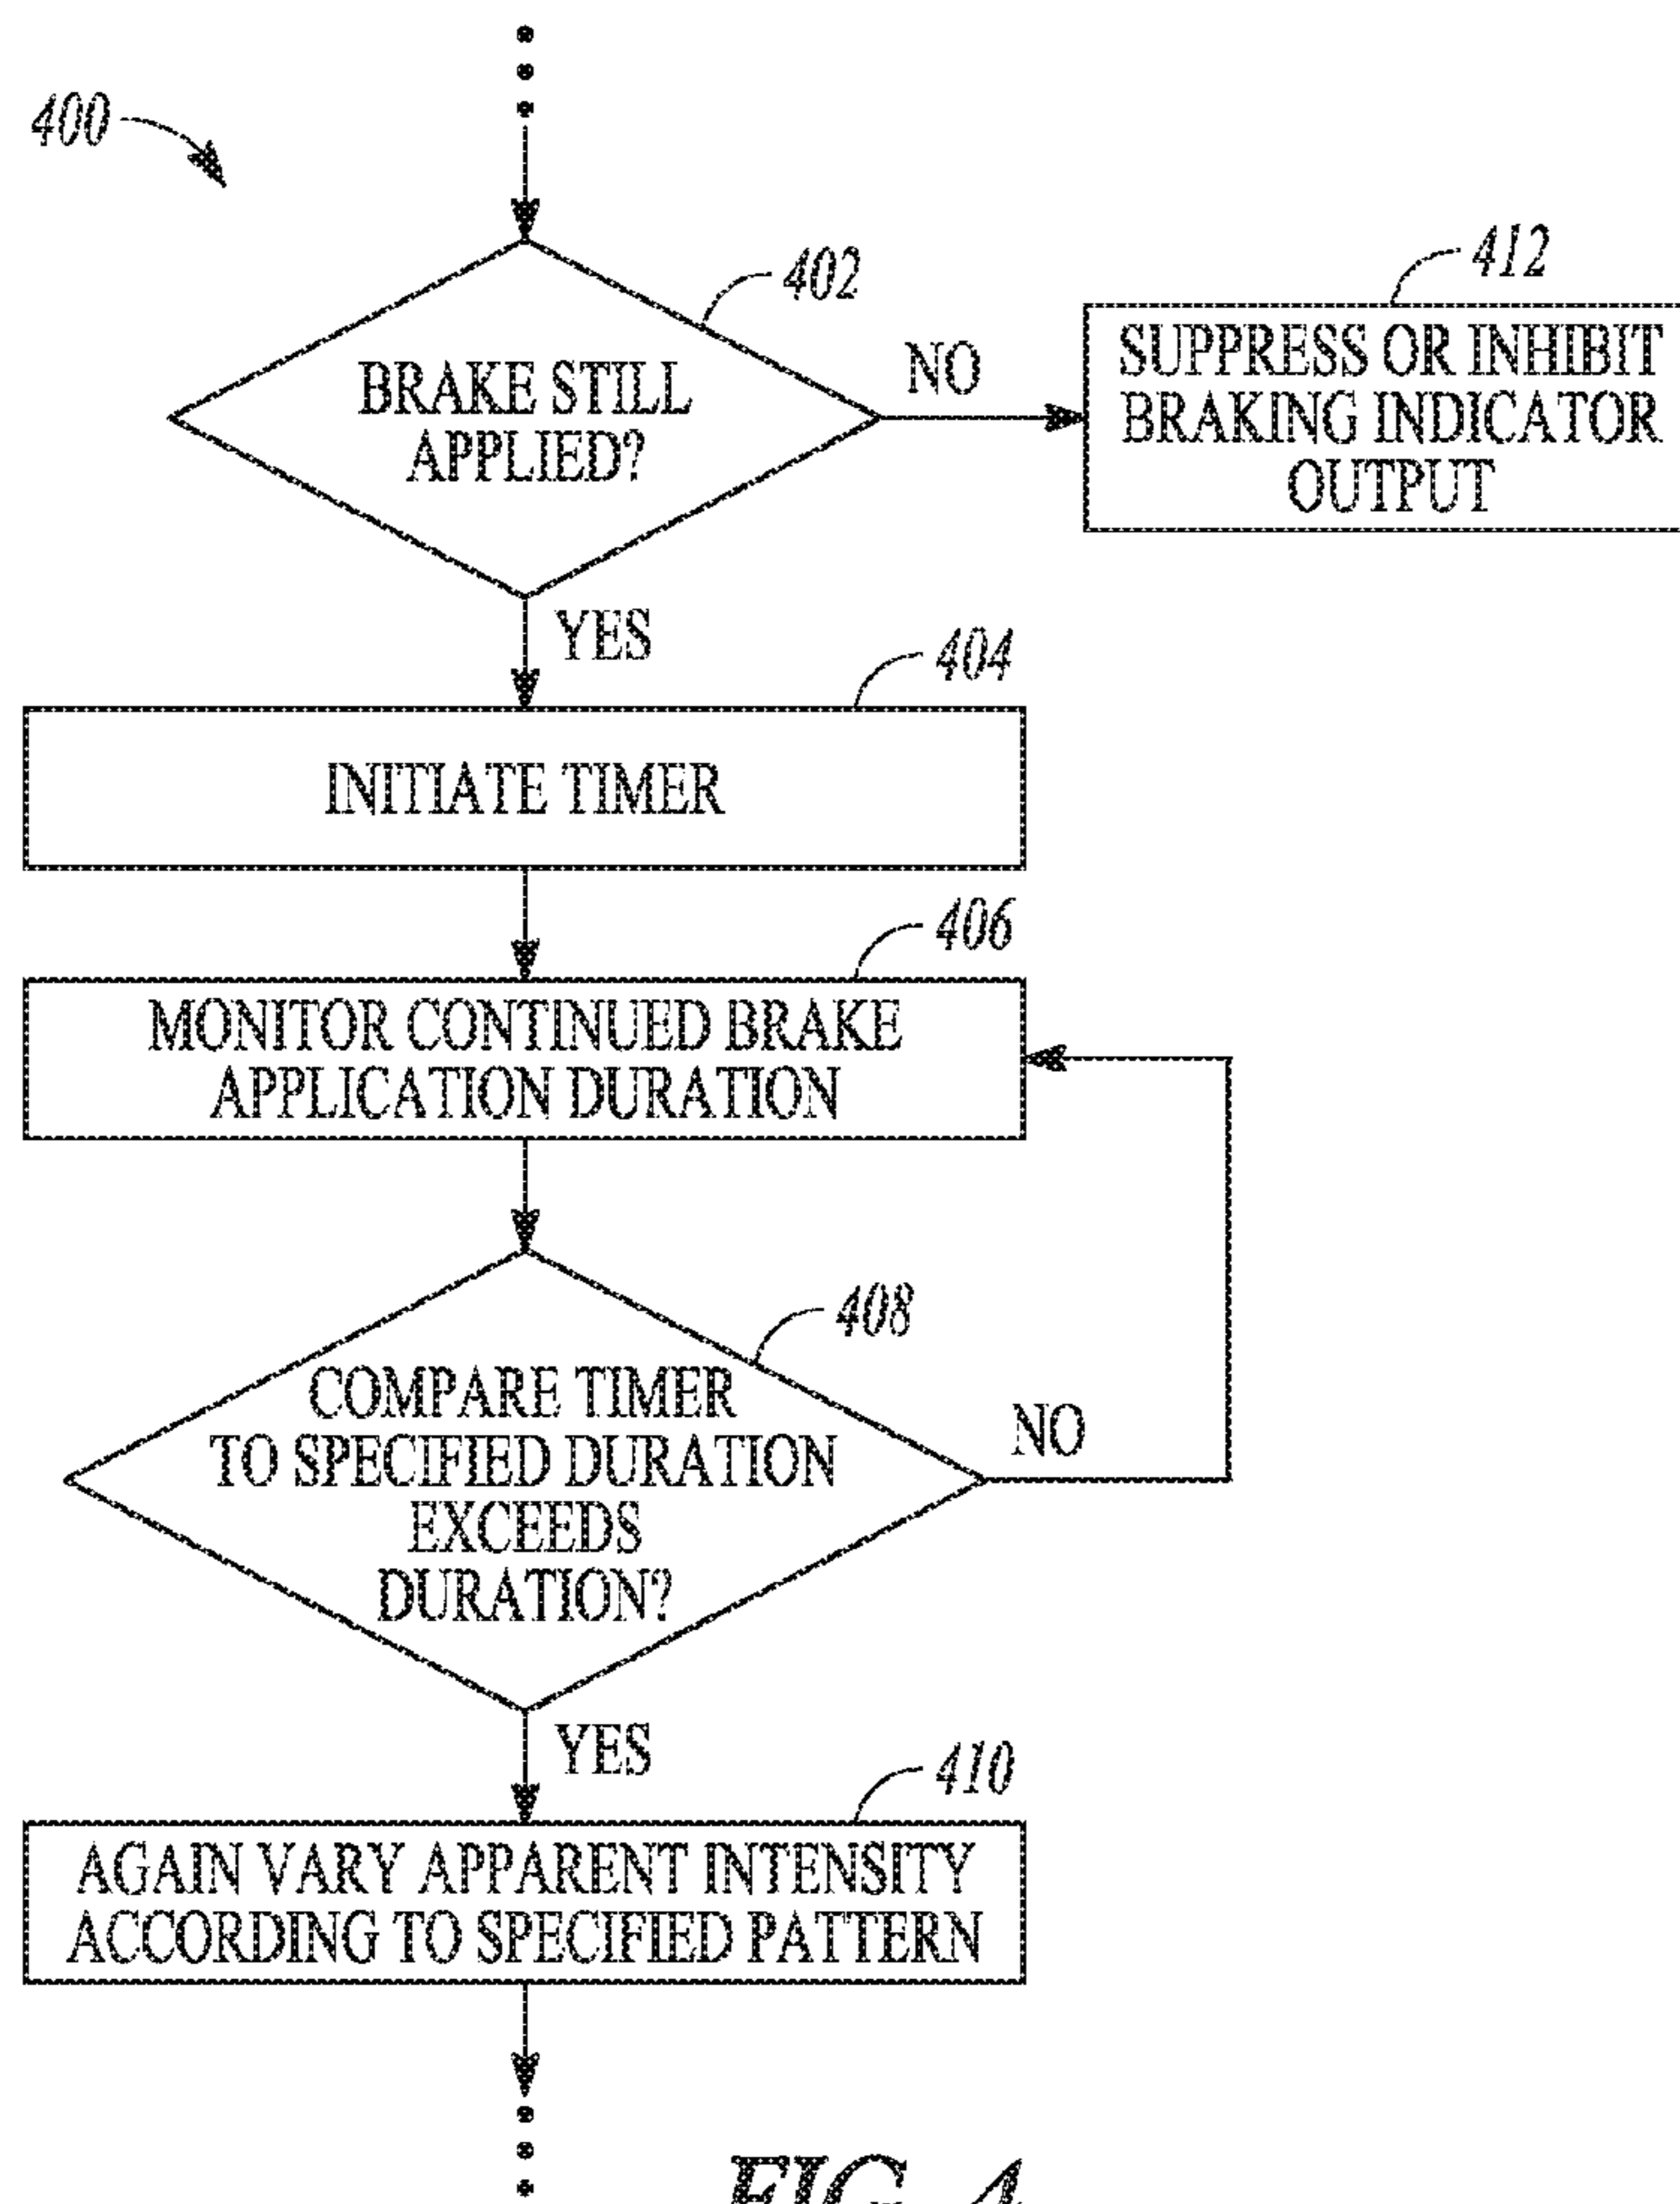 400
402
BRAKE STILL
APPLIED?
NO
412
SUPPRESS OR INHIBIT
BRAKING INDICATOR
OUTPUT
YES
404
INITIATE TIMER
406
MONITOR CONTINUED BRAKE
APPLICATION DURATION
408
COMPARE TIMER
TO SPECIFIED DURATION
EXCEEDS
DURATION?
NO
YES
410
AGAIN VARY APPARENT INTENSITY
ACCORDING TO SPECIFIED PATTERN
FIG. 4